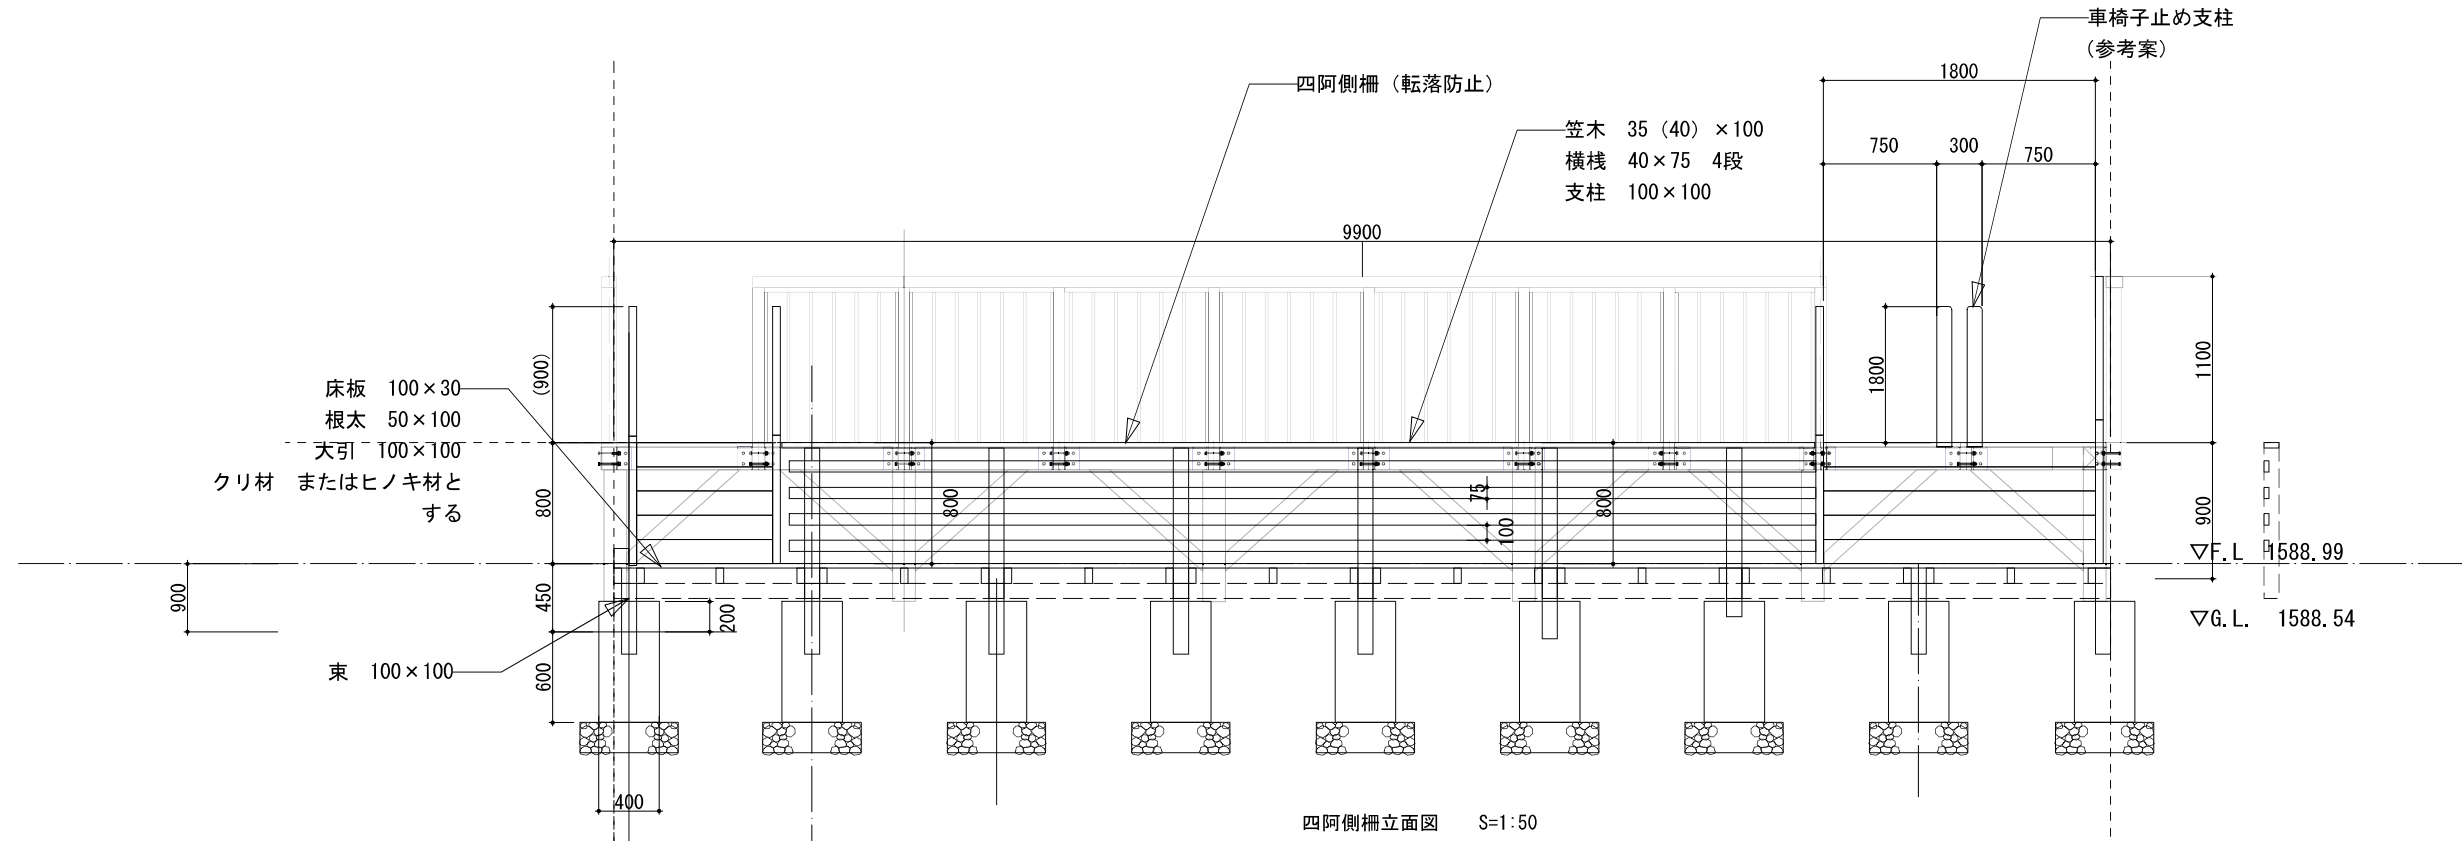 車椅子止め支柱
(参考案)
1800
四阿側柵（転落防止）
笠木　35（40）×100
横桟　40×75　4段
支柱　100×100
750
300
750
9900
(900)
1800
1100
床板　100×30
根太　50×100
大引　100×100
クリ材　またはヒノキ材と
する
800
800
75
100
800
900
▽F.L　1588.99
900
450
200
▽G.L.　1588.54
束　100×100
600
400
四阿側柵立面図　S=1:50